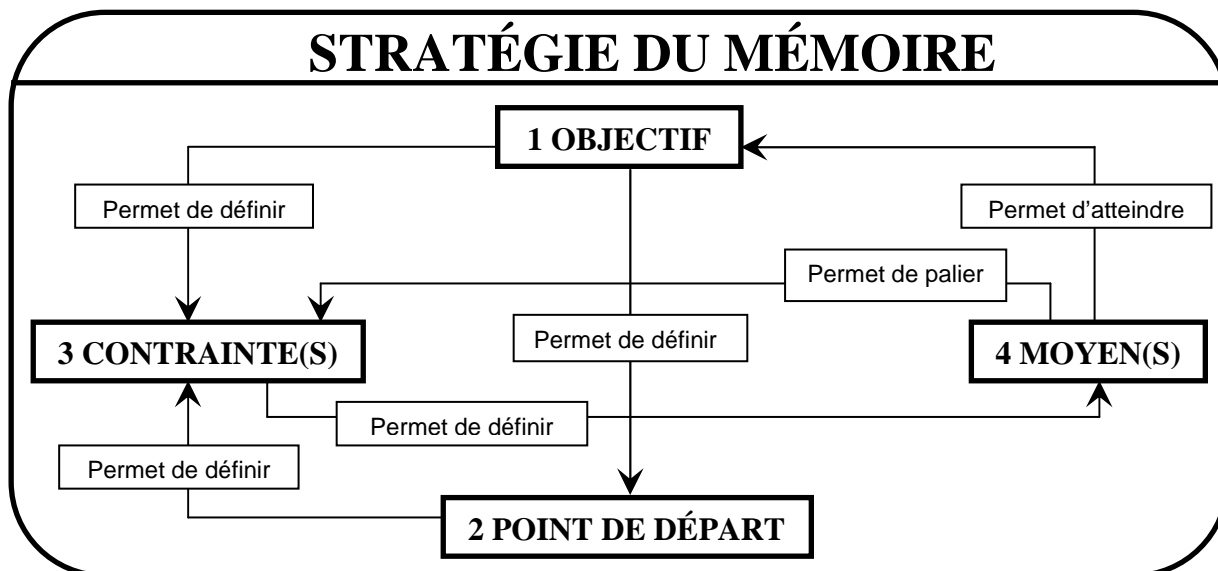 STRATÉGIE DU MÉMOIRE
1 OBJECTIF
Permet de définir
Permet d'atteindre
Permet de palier
3 CONTRAINTE(S)
Permet de définir
4 MOYEN(S)
Permet de définir
Permet de définir
2 POINT DE DÉPART